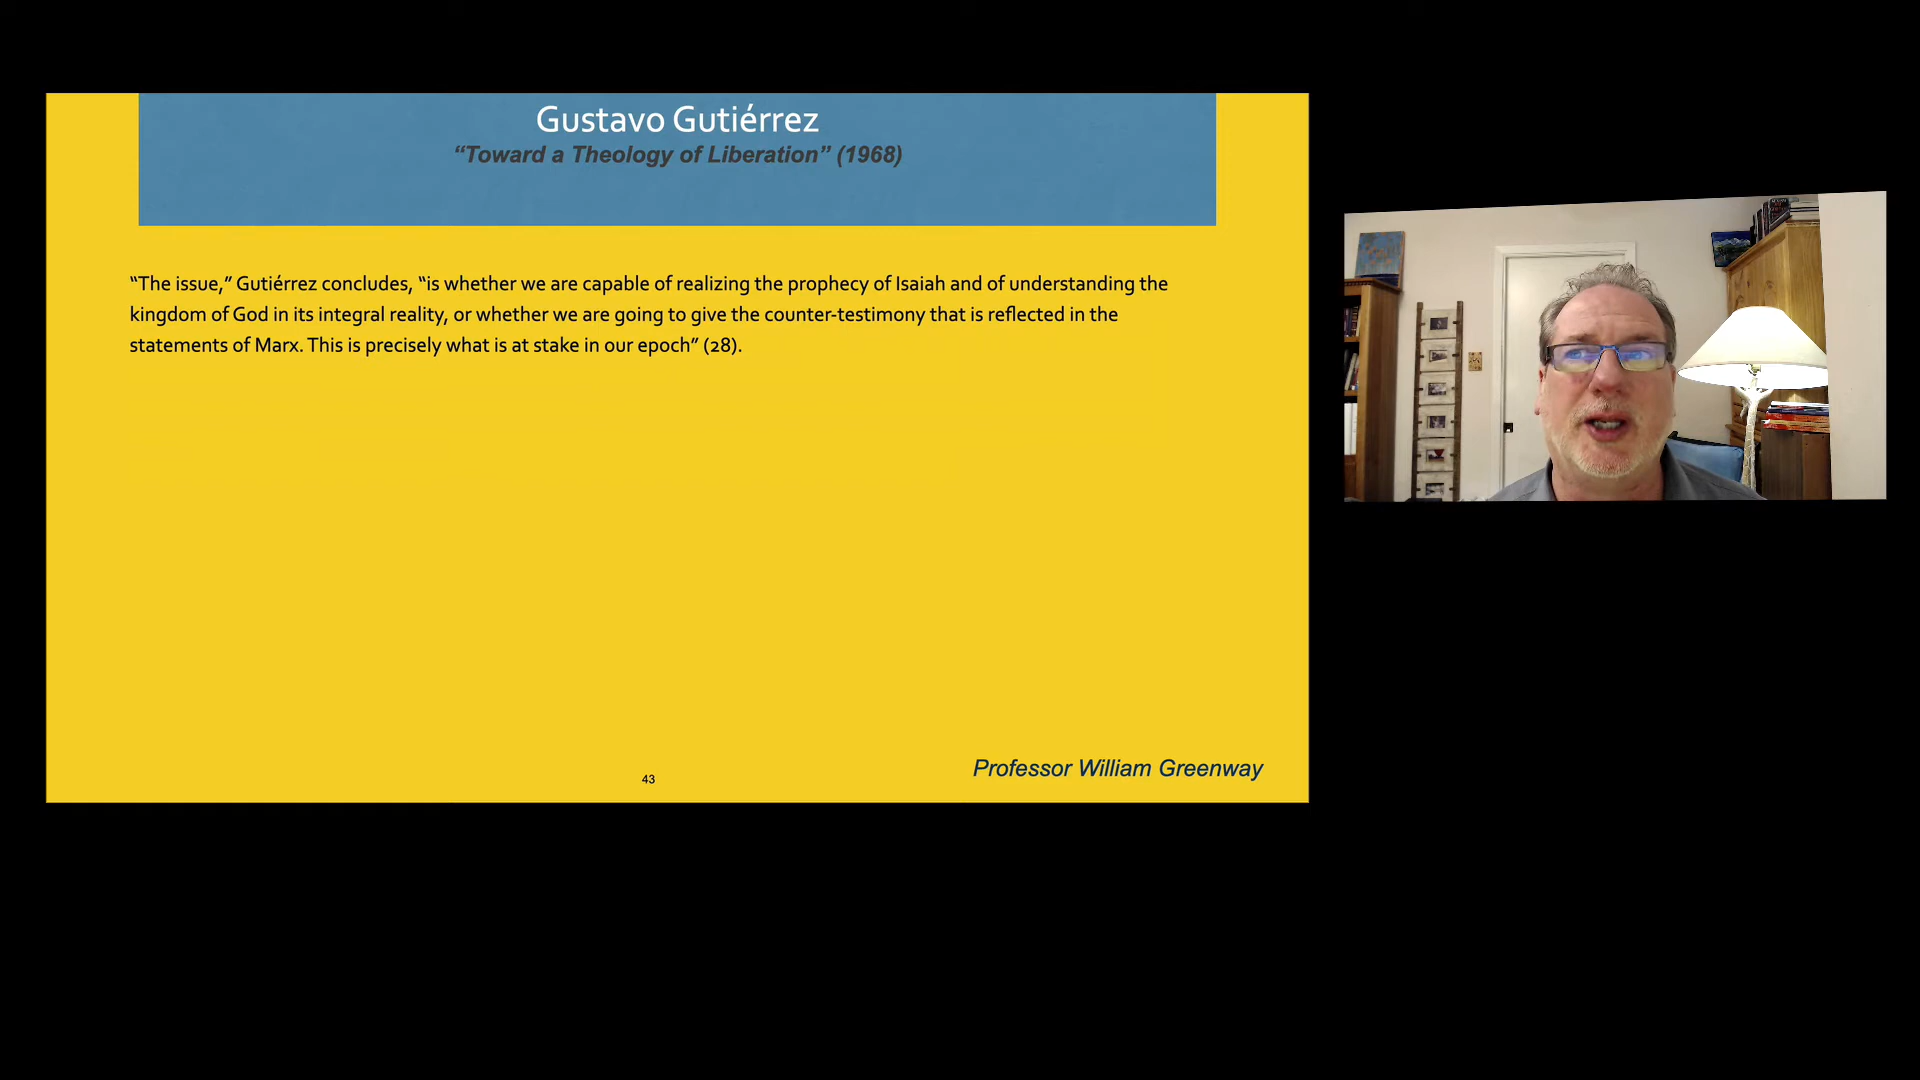 Gustavo Gutiérrez
“Toward a Theology of Liberation” (1968)
“The issue,” Gutiérrez concludes, “is whether we are capable of realizing the prophecy of Isaiah and of understanding the
kingdom of God in its integral reality, or whether we are going to give the counter-testimony that is reflected in the
statements of Marx. This is precisely what is at stake in our epoch” (28).
43
Professor William Greenway